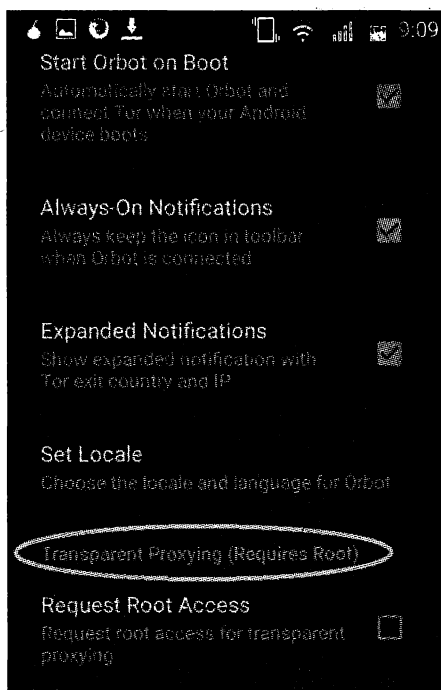 9:09
Start Orbot on Boot
Automatically start Orbot and
connect Tor when your Android
device boots
Always-On Notifications
Always keep the icon in toolbar
when Orbot is connected
Expanded Notifications
Show expanded notification with
Tor exit country and IP
Set Locale
Choose the locale and language for Orbot
Transparent Proxying (Requires Root)
Request Root Access
Request root access for transparent
proxying